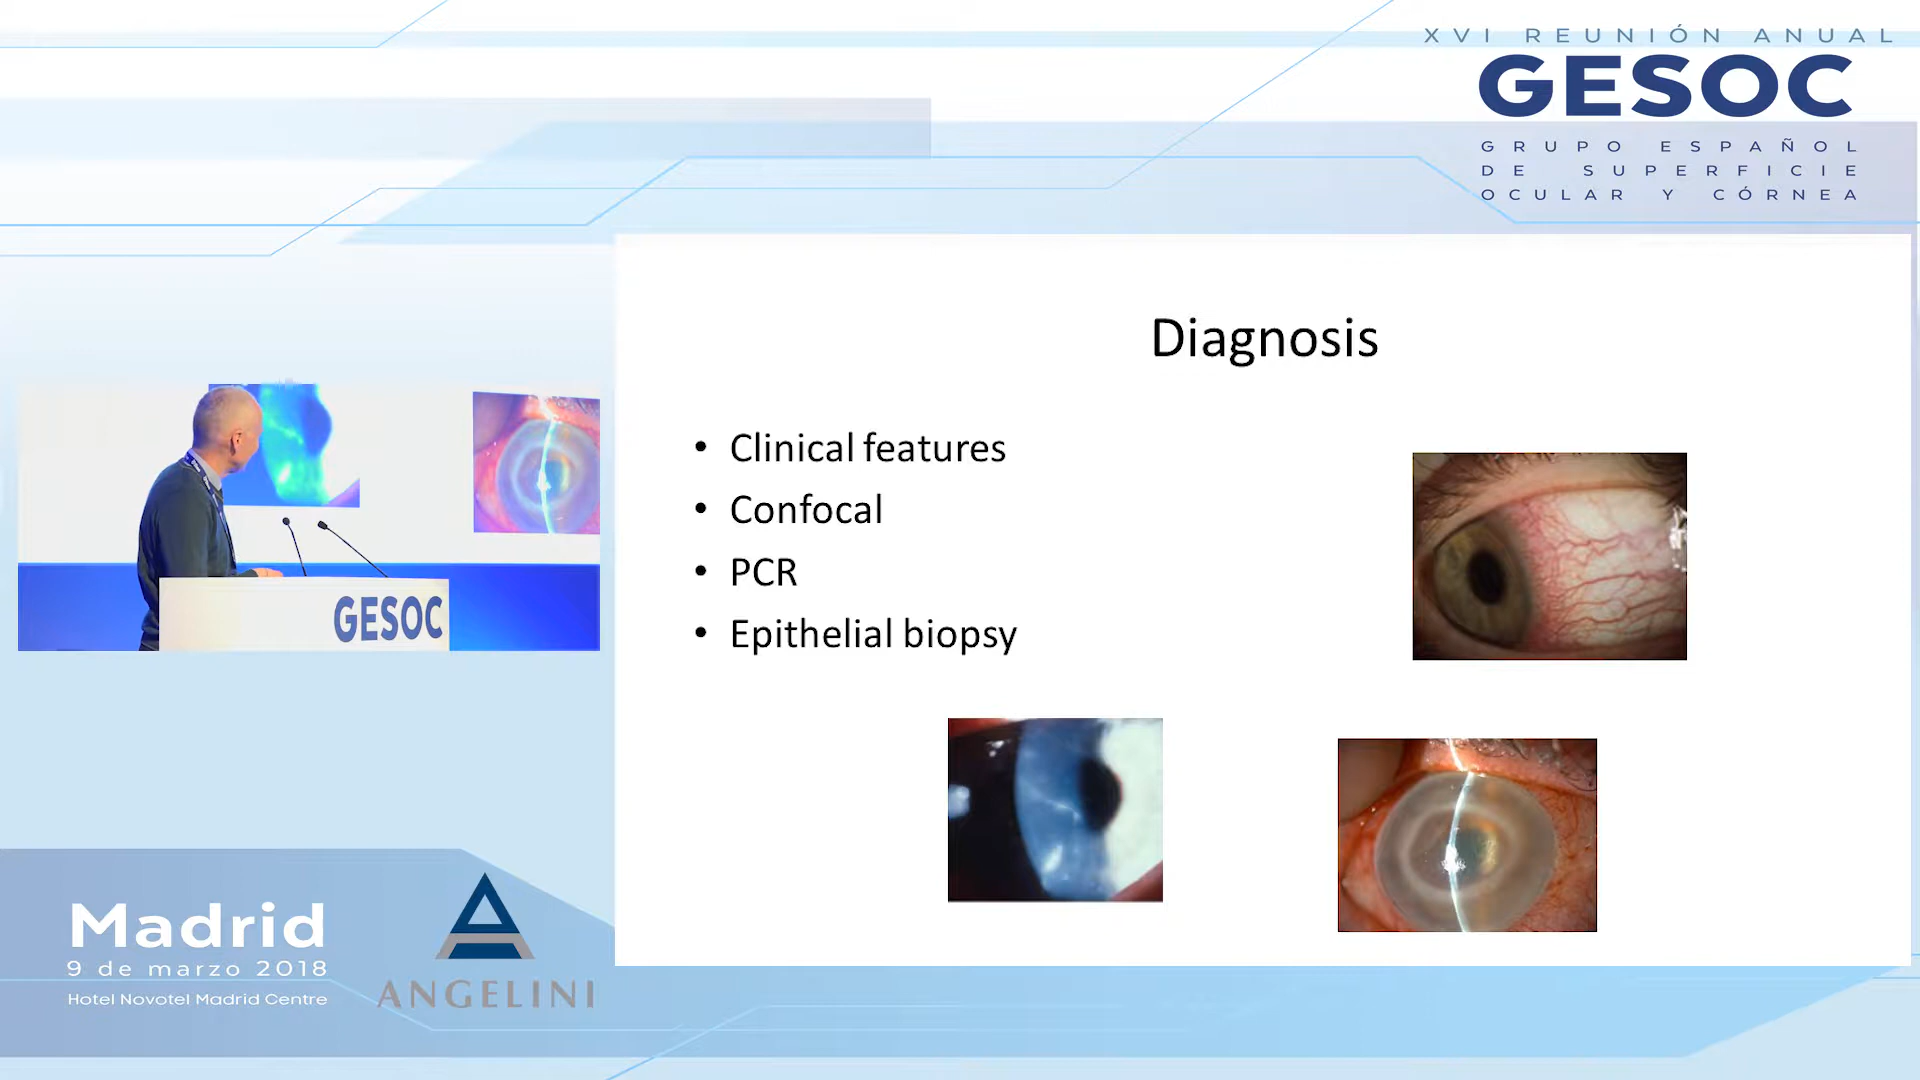 XVI REUNIÓN ANUAL
GESOC
GRUPO ESPAÑOL
DE SUPERFICIE
OCULAR Y CÓRNEA
Diagnosis
• Clinical features
• Confocal
• PCR
• Epithelial biopsy
GESOC
Madrid
9 de marzo 2018
Hotel Novotel Madrid Centre
ANGELINI